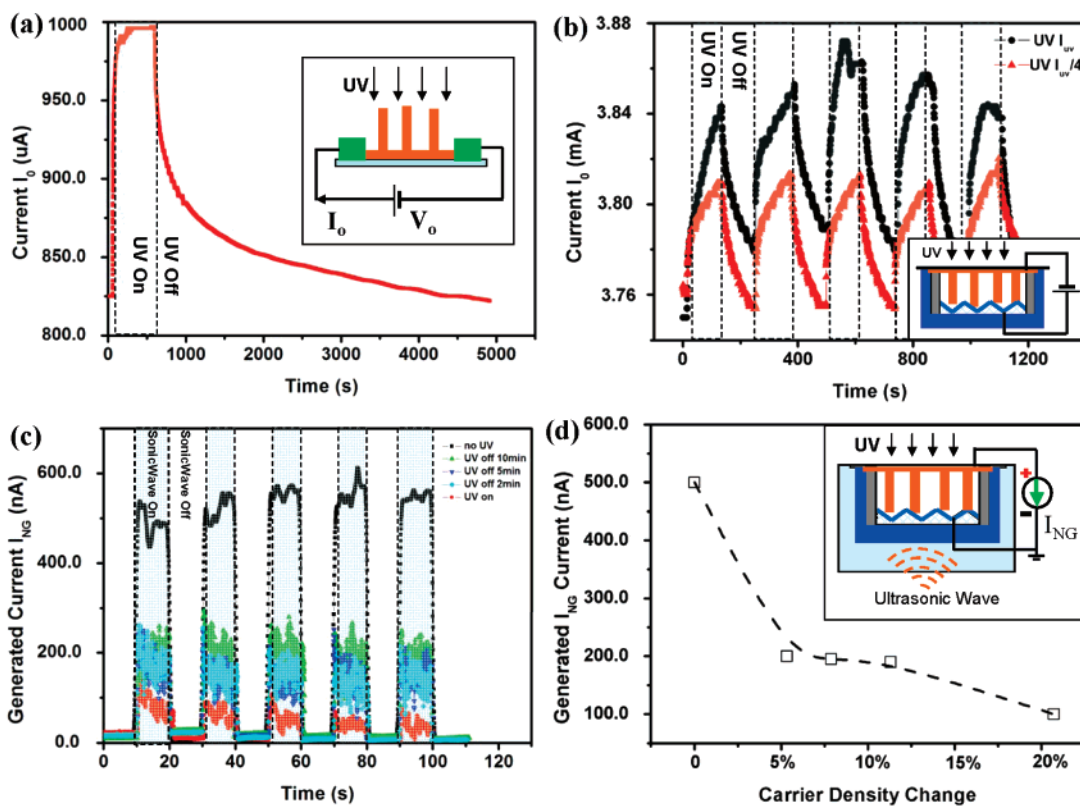 (a)
1000
950.0
900.0
850.0
800.0
Current I₀ (uA)
UV On
UV Off
UV
Iₒ
Vₒ
0
1000
2000
3000
4000
5000
Time (s)
(b)
3.88
3.84
3.80
3.76
Current I₀ (mA)
UV On
UV Off
UV Iᵤᵥ
UV Iᵤᵥ/4
UV
0
400
800
1200
Time (s)
(c)
600.0
400.0
200.0
0.0
Generated Current I_NG (nA)
SonicWave On
SonicWave Off
no UV
UV off 10min
UV off 5min
UV off 2min
UV on
0
20
40
60
80
100
120
Time (s)
(d)
600.0
500.0
400.0
300.0
200.0
100.0
Generated I_NG Current (nA)
UV
+
-
I_NG
Ultrasonic Wave
0
5%
10%
15%
20%
Carrier Density Change